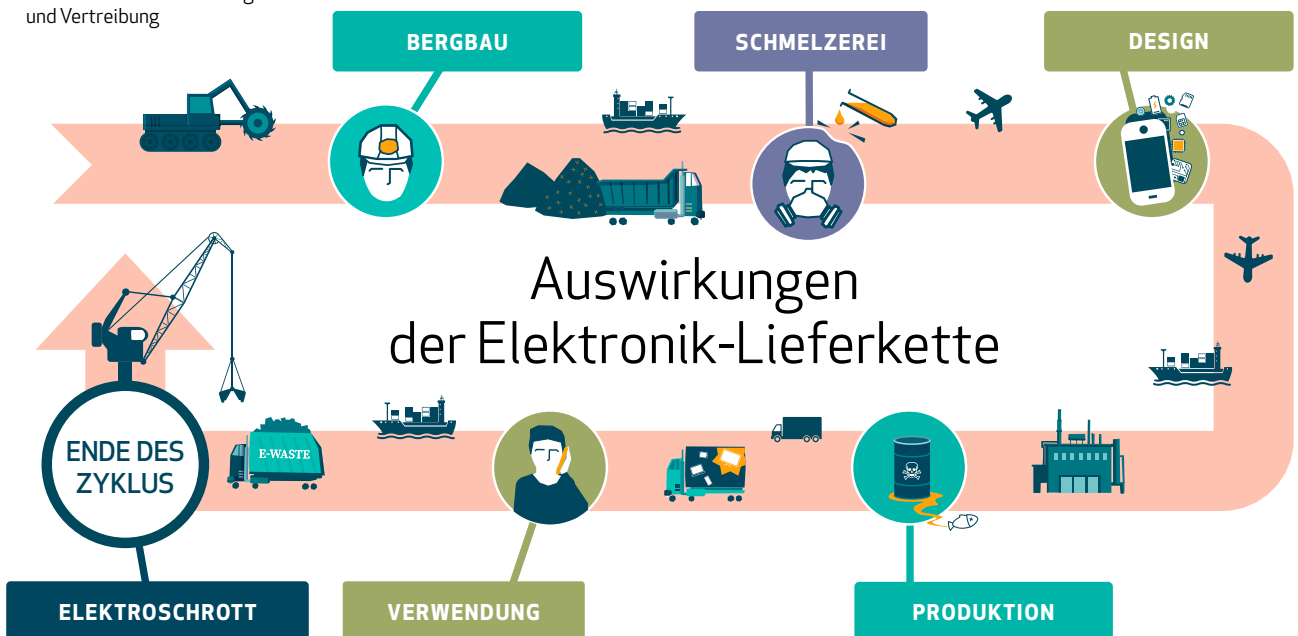 und Vertreibung
BERGBAU
SCHMELZEREI
DESIGN
Auswirkungen
der Elektronik-Lieferkette
ENDE DES
ZYKLUS
E-WASTE
ELEKTROSCHROTT
VERWENDUNG
PRODUKTION